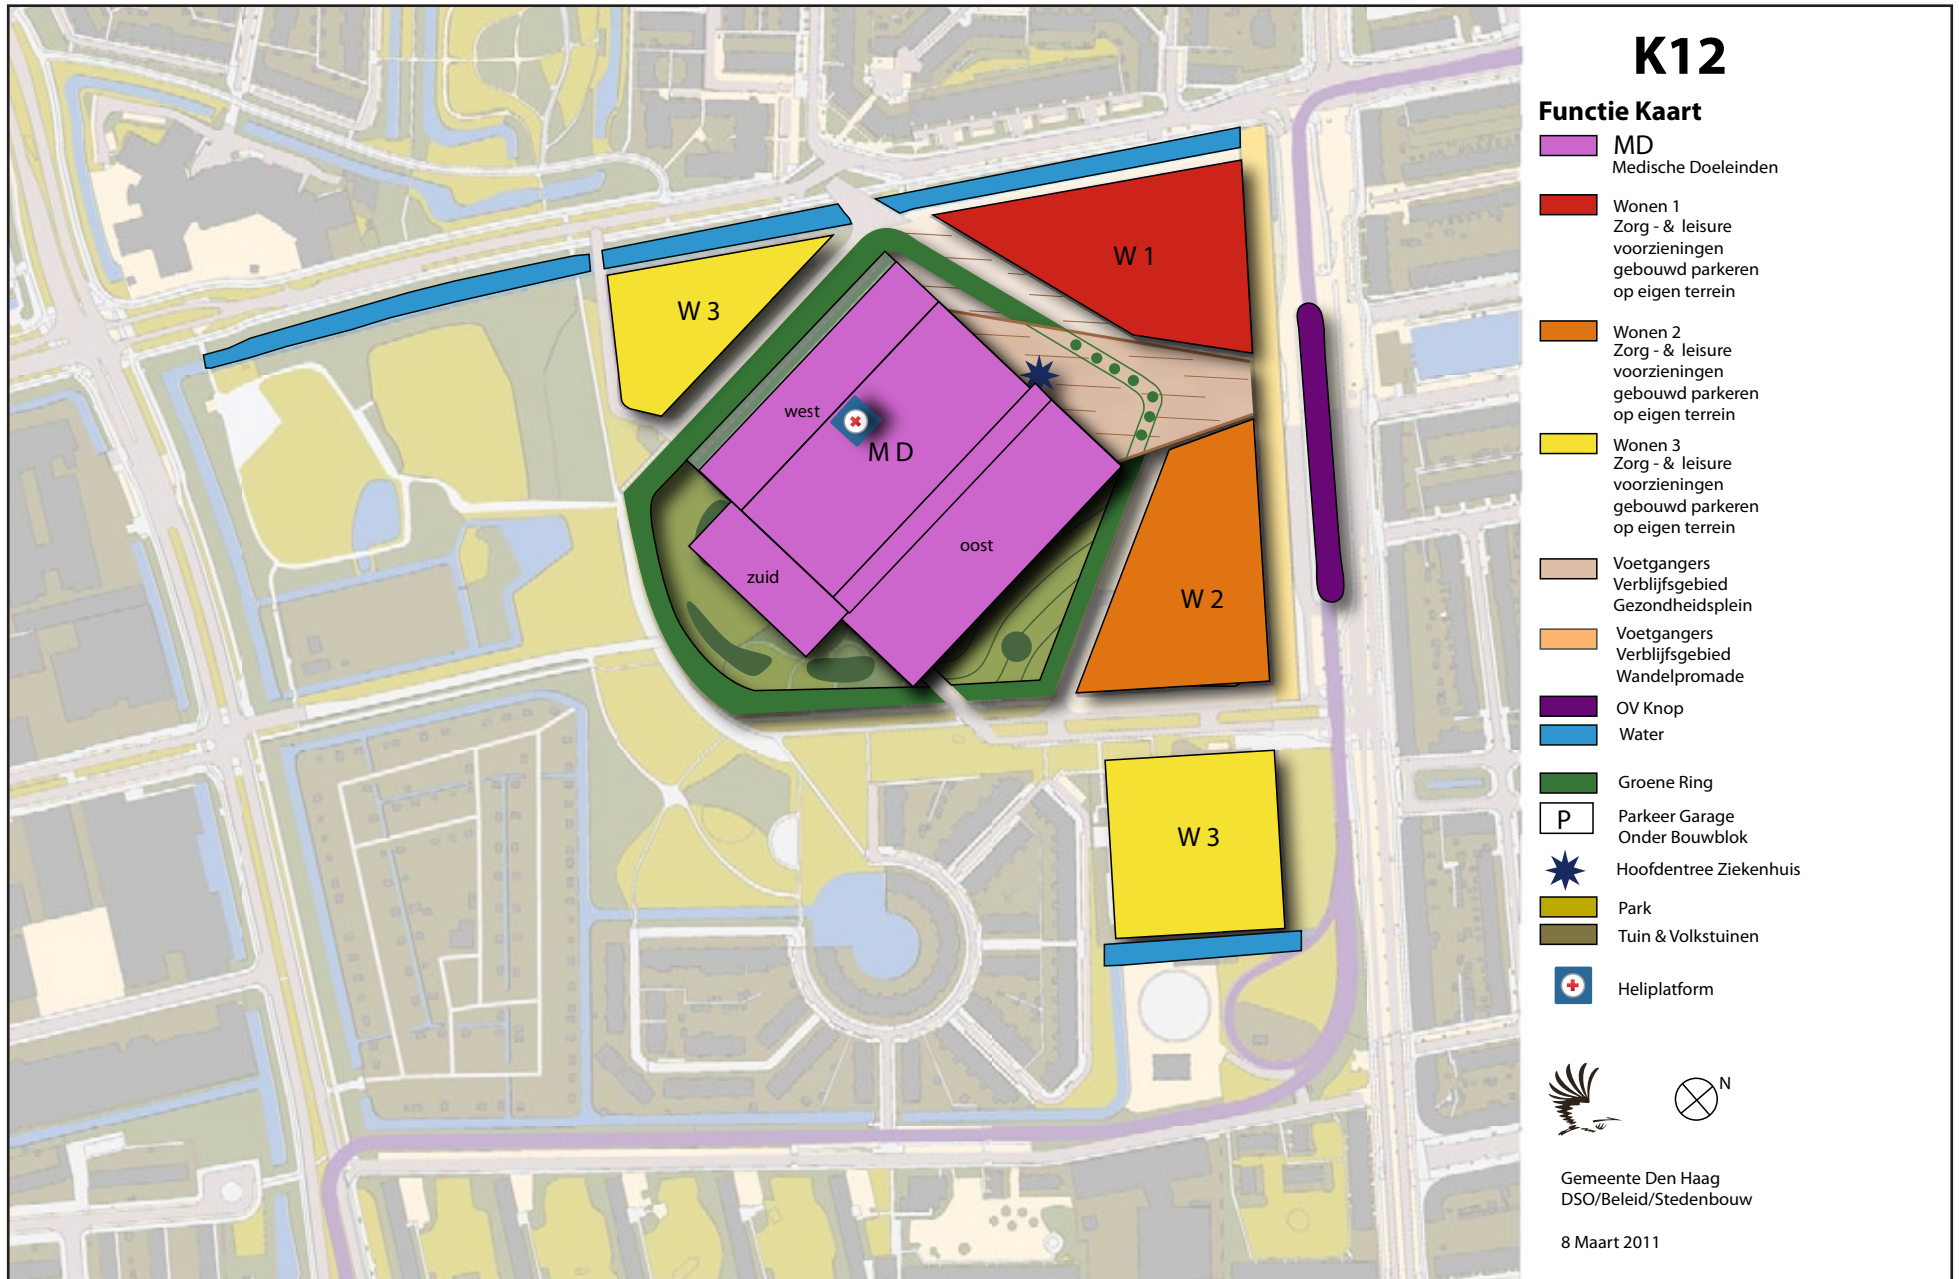 K12
Functie Kaart
MD
Medische Doeleinden
Wonen 1
Zorg - & leisure
voorzieningen
gebouwd parkeren
op eigen terrein
Wonen 2
Zorg - & leisure
voorzieningen
gebouwd parkeren
op eigen terrein
Wonen 3
Zorg - & leisure
voorzieningen
gebouwd parkeren
op eigen terrein
Voetgangers
Verblijfsgebied
Gezondheidsplein
Voetgangers
Verblijfsgebied
Wandelpromade
OV Knop
Water
Groene Ring
P
Parkeer Garage
Onder Bouwblok
Hoofdentree Ziekenhuis
Park
Tuin & Volkstuinen
Heliplatform
N
Gemeente Den Haag
DSO/Beleid/Stedenbouw
8 Maart 2011
W 1
W 3
west
M D
oost
zuid
W 2
W 3